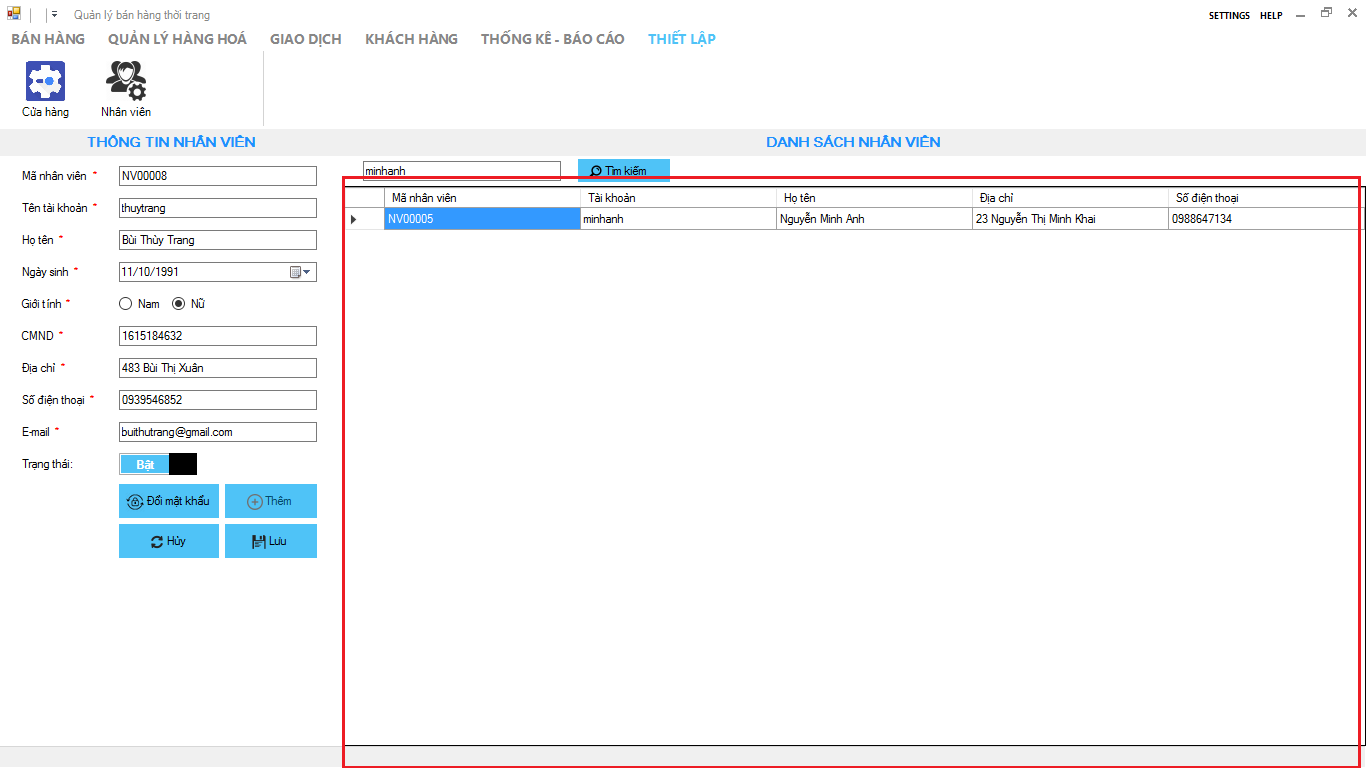 Quản lý bán hàng thời trang
SETTINGS HELP
BÁN HÀNG QUẢN LÝ HÀNG HOÁ GIAO DỊCH KHÁCH HÀNG THỐNG KÊ - BÁO CÁO THIẾT LẬP
Cửa hàng Nhân viên
THÔNG TIN NHÂN VIÊN
Mã nhân viên * NV00008
Tên tài khoản * thuytrang
Họ tên * Bùi Thùy Trang
Ngày sinh * 11/10/1991
Giới tính * Nam Nữ
CMND * 1615184632
Địa chỉ * 483 Bùi Thị Xuân
Số điện thoại * 0939546852
E-mail * buithutrang@gmail.com
Trạng thái: Bật
Đổi mật khẩu Thêm
Hủy Lưu
DANH SÁCH NHÂN VIÊN
minhanh Tìm kiếm
Mã nhân viên Tài khoản Họ tên Địa chỉ Số điện thoại
NV00005 minhanh Nguyễn Minh Anh 23 Nguyễn Thị Minh Khai 0988647134